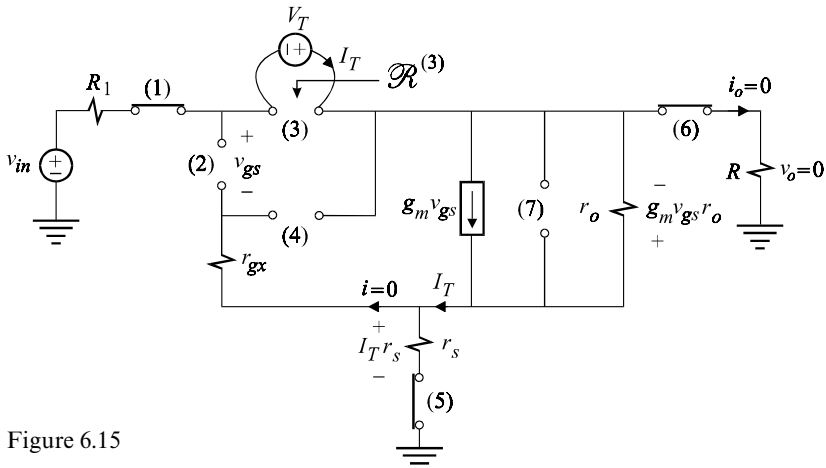 V_T
− +
I_T
ℛ^(3)
R_1
(1)
(3)
i_o=0
(6)
v_in
+
−
(2)
+
v_gs
−
(4)
g_m v_gs
(7)
r_o
−
g_m v_gs r_o
+
R
v_o=0
r_gx
i=0
I_T
+
I_T r_s
−
r_s
(5)
Figure 6.15